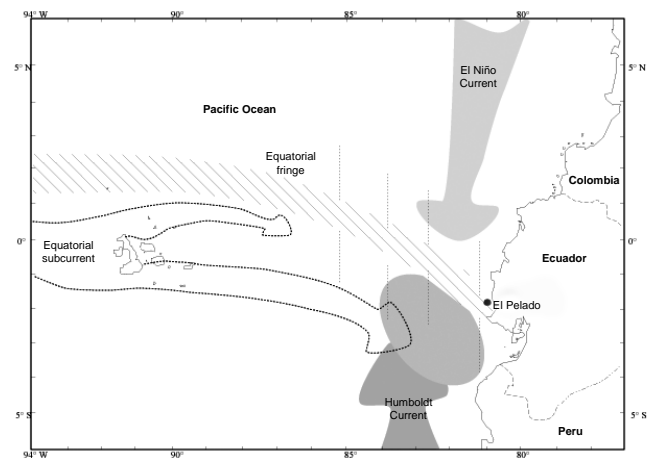 94° W
90°
85°
80°
5° N
El Niño
Current
Pacific Ocean
Equatorial
fringe
Colombia
0°
0°
Equatorial
subcurrent
Ecuador
El Pelado
Humboldt
Current
5° S
5° S
Peru
94° W
90°
85°
80°